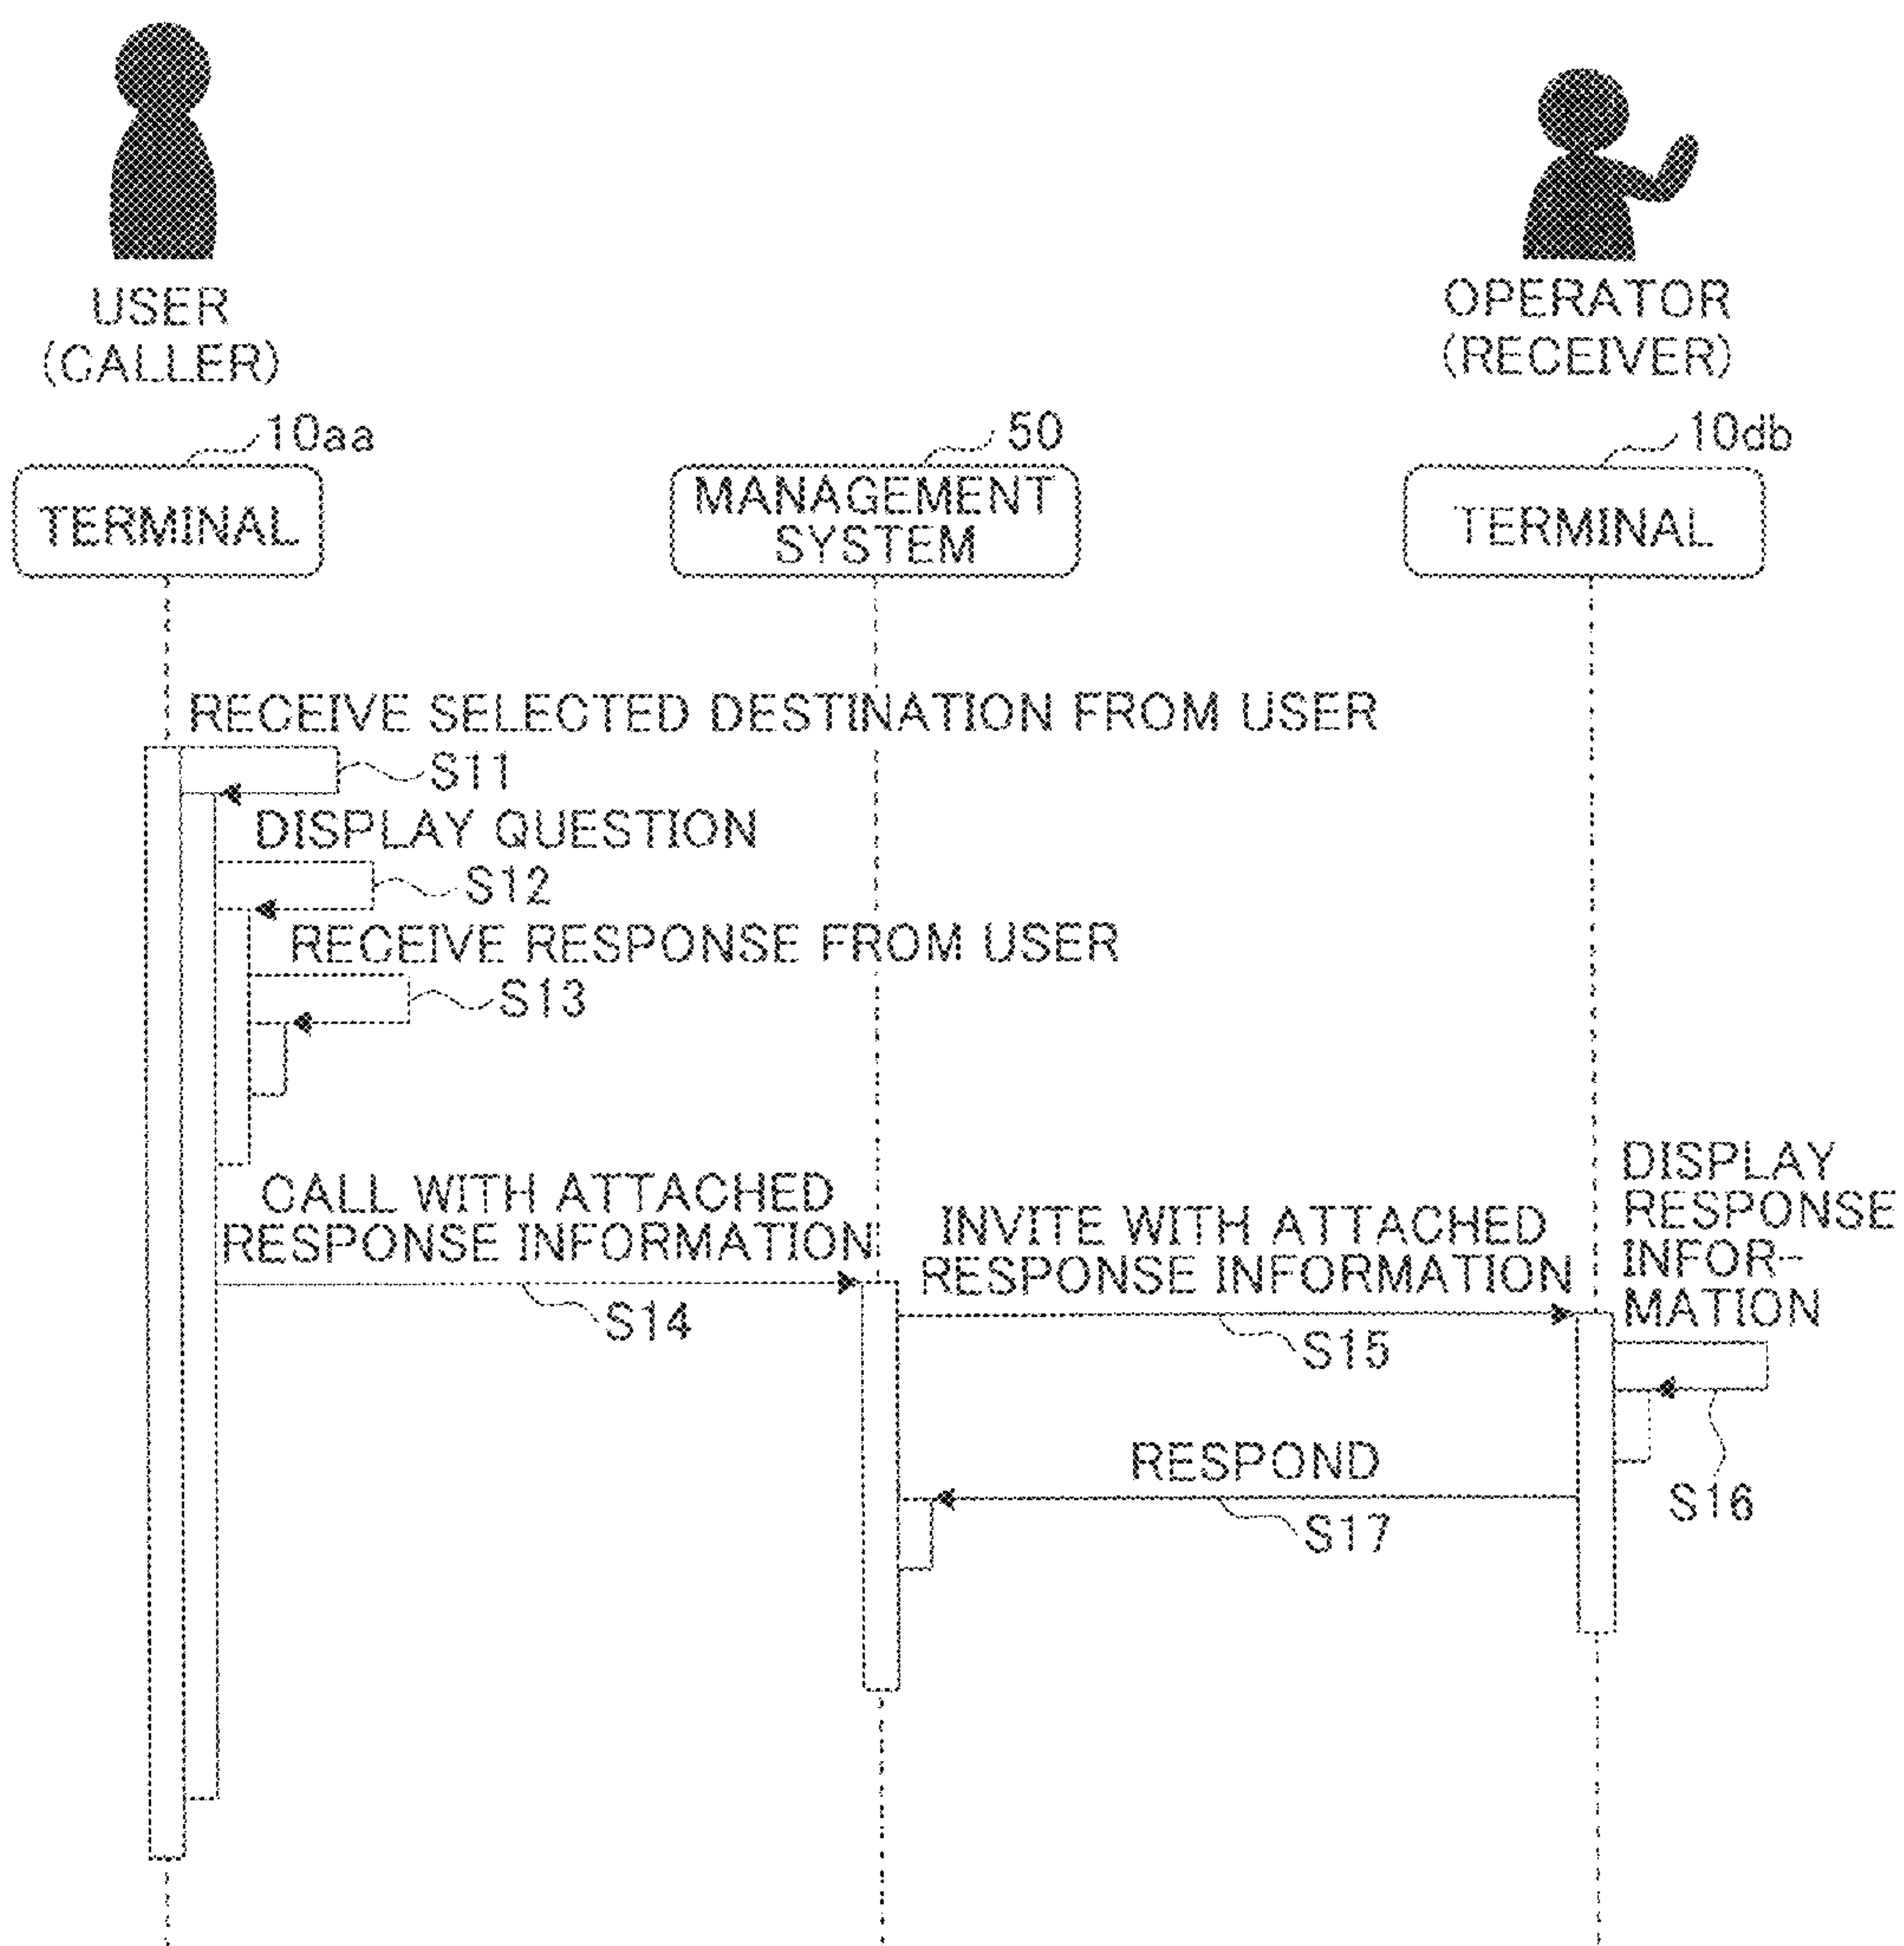 USER
(CALLER)
OPERATOR
(RECEIVER)
10aa
50
10db
TERMINAL
MANAGEMENT
SYSTEM
TERMINAL
RECEIVE SELECTED DESTINATION FROM USER
S11
DISPLAY QUESTION
S12
RECEIVE RESPONSE FROM USER
S13
CALL WITH ATTACHED
RESPONSE INFORMATION
S14
INVITE WITH ATTACHED
RESPONSE INFORMATION
S15
DISPLAY
RESPONSE
INFOR-
MATION
S16
RESPOND
S17